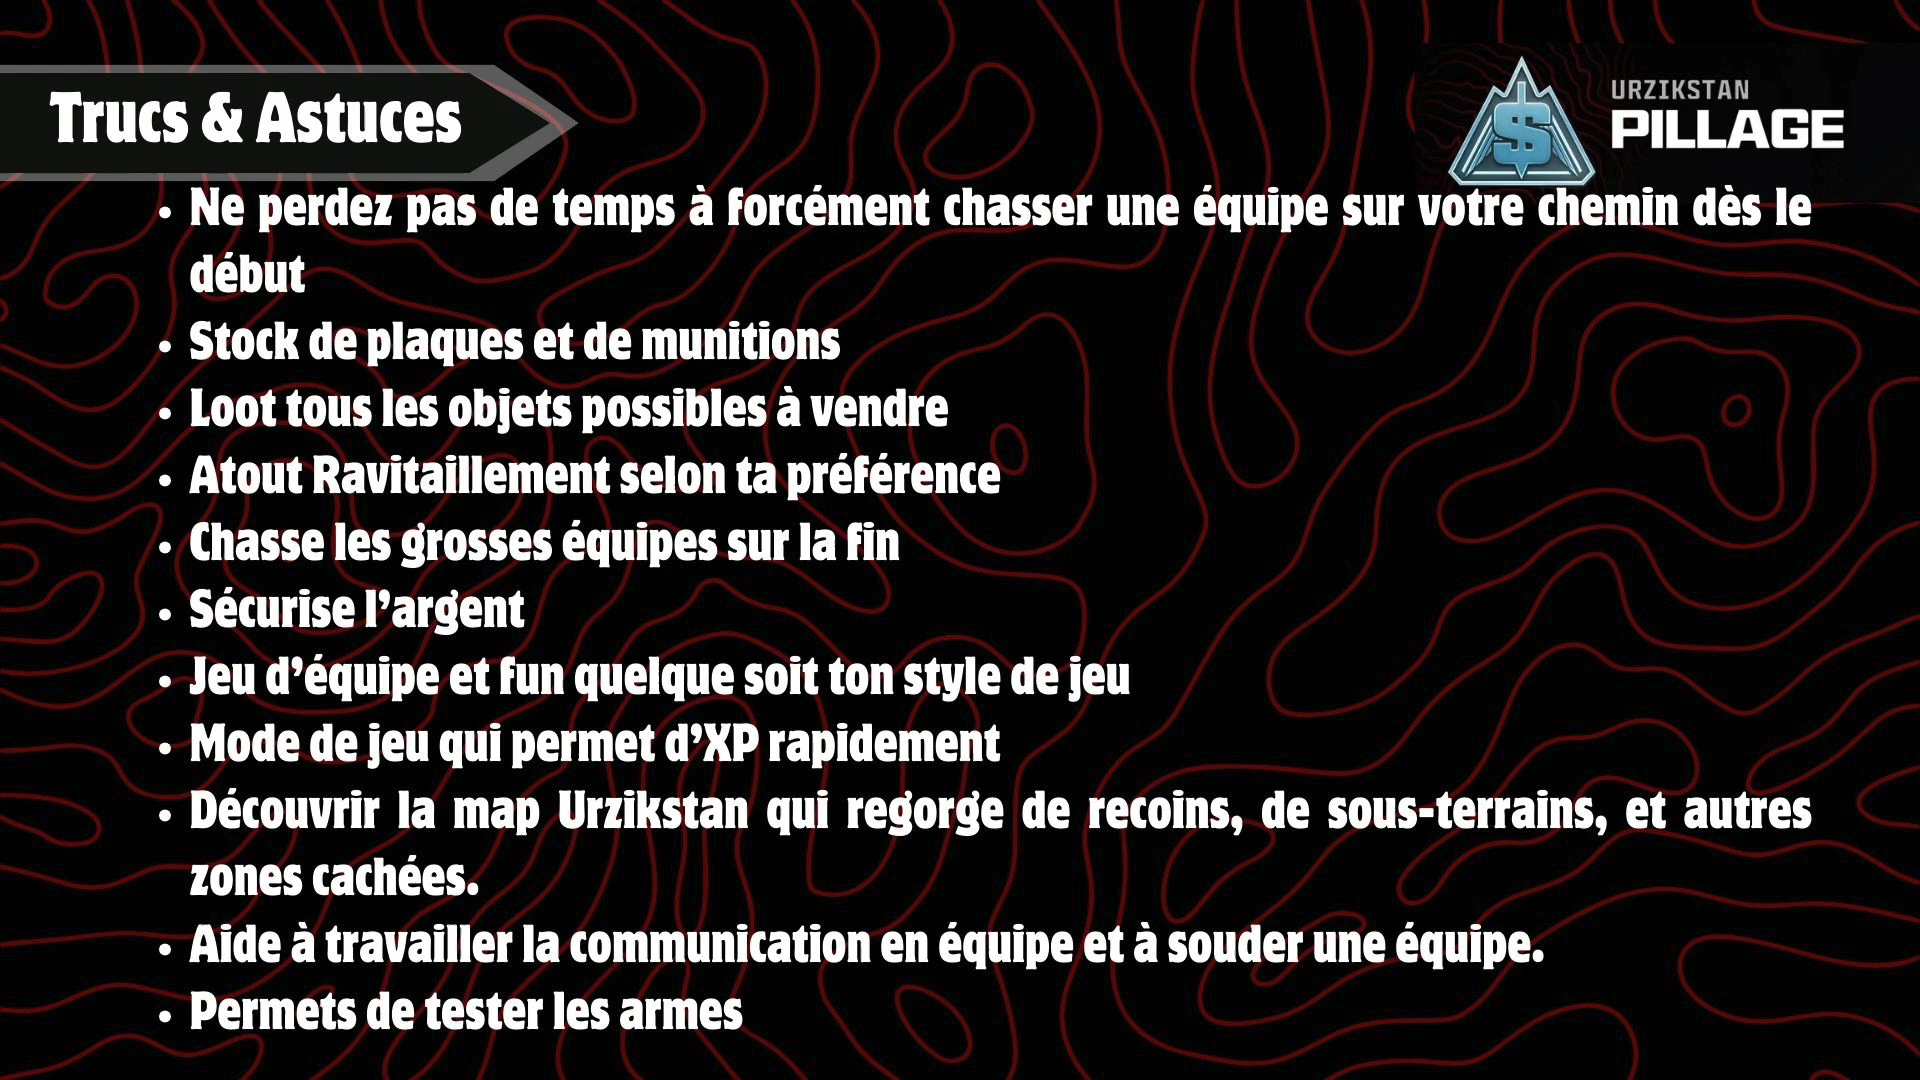 Trucs & Astuces
URZIKSTAN
PILLAGE
• Ne perdez pas de temps à forcément chasser une équipe sur votre chemin dès le
début
• Stock de plaques et de munitions
• Loot tous les objets possibles à vendre
• Atout Ravitaillement selon ta préférence
• Chasse les grosses équipes sur la fin
• Sécurise l’argent
• Jeu d’équipe et fun quelque soit ton style de jeu
• Mode de jeu qui permet d’XP rapidement
• Découvrir la map Urzikstan qui regorge de recoins, de sous-terrains, et autres
zones cachées.
• Aide à travailler la communication en équipe et à souder une équipe.
• Permets de tester les armes